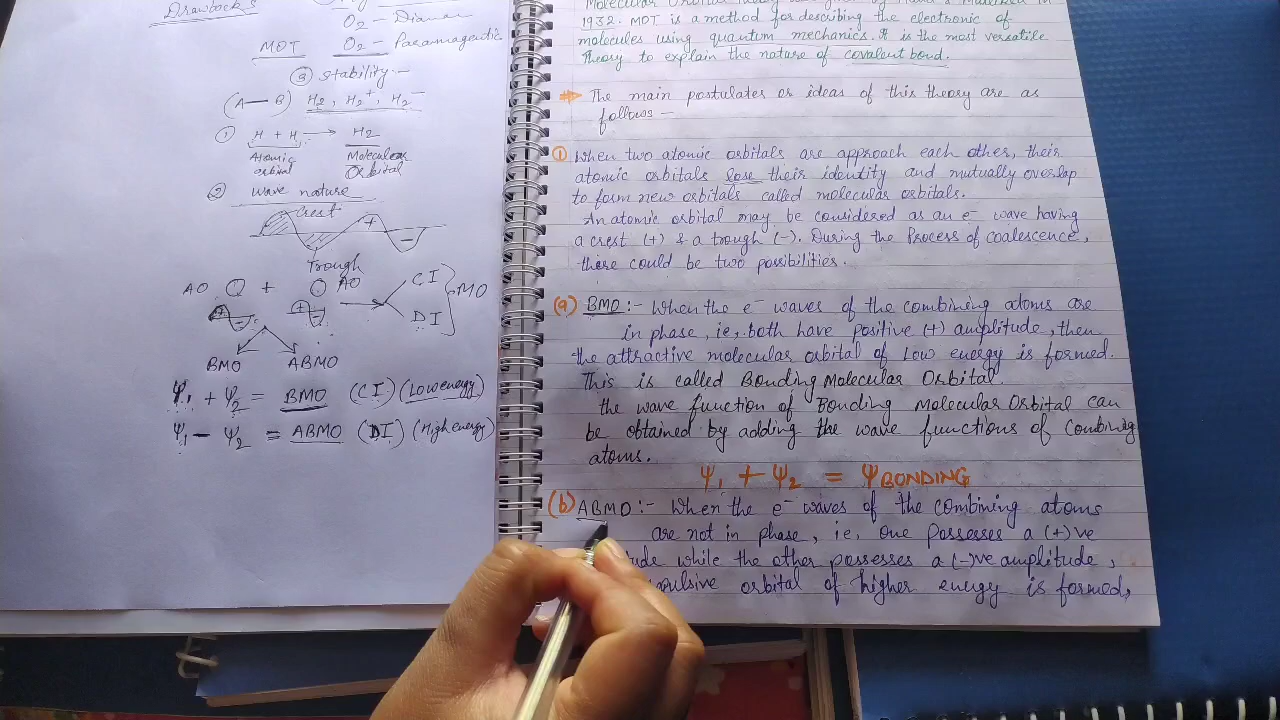 Drawbacks
O2 - Diama
MOT O2 - Paramagnetic
③ stability:-
(A — B) H2, H2+, H2-
① H + H → H2
Atomic orbital Molecular Orbital
② wave nature
Crest +
Trough
AO + AO CI MO
+ + DI
BMO ABMO
Ψ1 + Ψ2 = BMO (CI) (Low energy)
Ψ1 - Ψ2 = ABMO (DI) (High energy)
1932. MOT is a method for describing the electronic of
molecules using quantum mechanics. It is the most versatile
theory to explain the nature of covalent bond.
The main postulates or ideas of this theory are as
follows -
① When two atomic orbitals are approach each other, their
atomic orbitals lose their identity and mutually overlap
to form new orbitals called molecular orbitals.
An atomic orbital may be considered as an e- wave having
a crest (+) & a trough (-). During the Process of coalescence,
there could be two possibilities.
(a) BMO :- When the e- waves of the combining atoms are
in phase, ie, both have positive (+) amplitude, then
the attractive molecular orbital of Low energy is formed.
This is called Bonding Molecular Orbital.
the wave function of Bonding Molecular Orbital can
be obtained by adding the wave functions of Combining
atoms.
Ψ1 + Ψ2 = Ψ BONDING
(b) ABMO :- When the e- waves of the combining atoms
are not in phase, ie, one possesses a (+)ve
while the other possesses a (-)ve amplitude,
orbital of higher energy is formed,